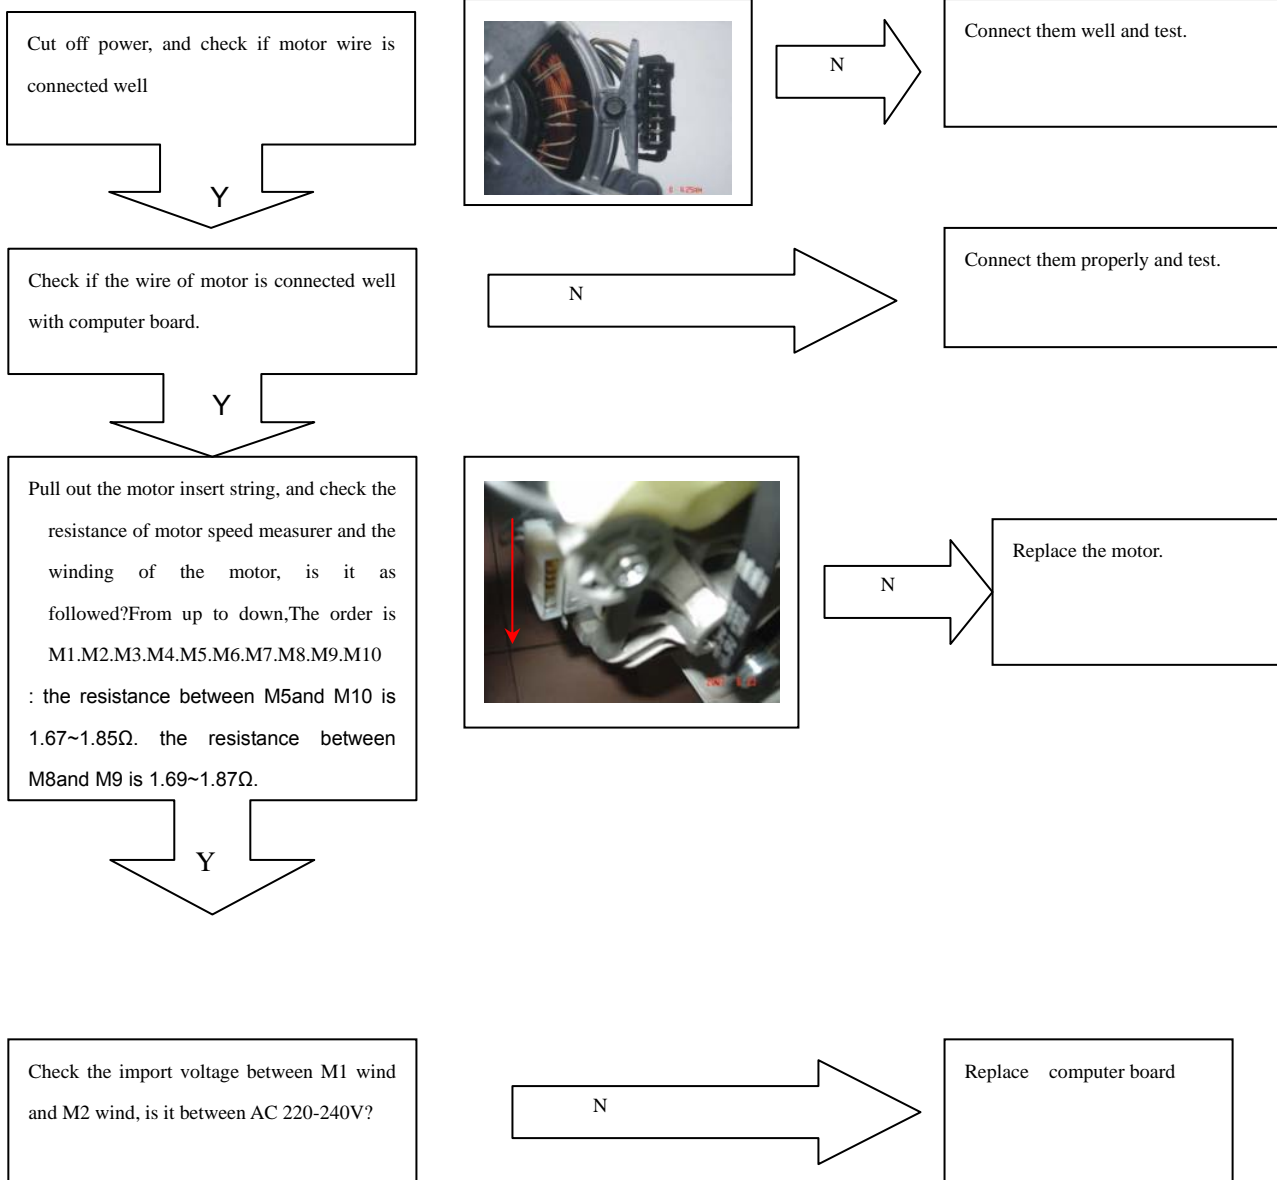 Cut off power, and check if motor wire is
connected well
N
Connect them well and test.
Y
Check if the wire of motor is connected well
with computer board.
N
Connect them properly and test.
Y
Pull out the motor insert string, and check the
resistance of motor speed measurer and the
winding of the motor, is it as
followed?From up to down,The order is
M1.M2.M3.M4.M5.M6.M7.M8.M9.M10
: the resistance between M5and M10 is
1.67~1.85Ω. the resistance between
M8and M9 is 1.69~1.87Ω.
N
Replace the motor.
Y
Check the import voltage between M1 wind
and M2 wind, is it between AC 220-240V?
N
Replace computer board